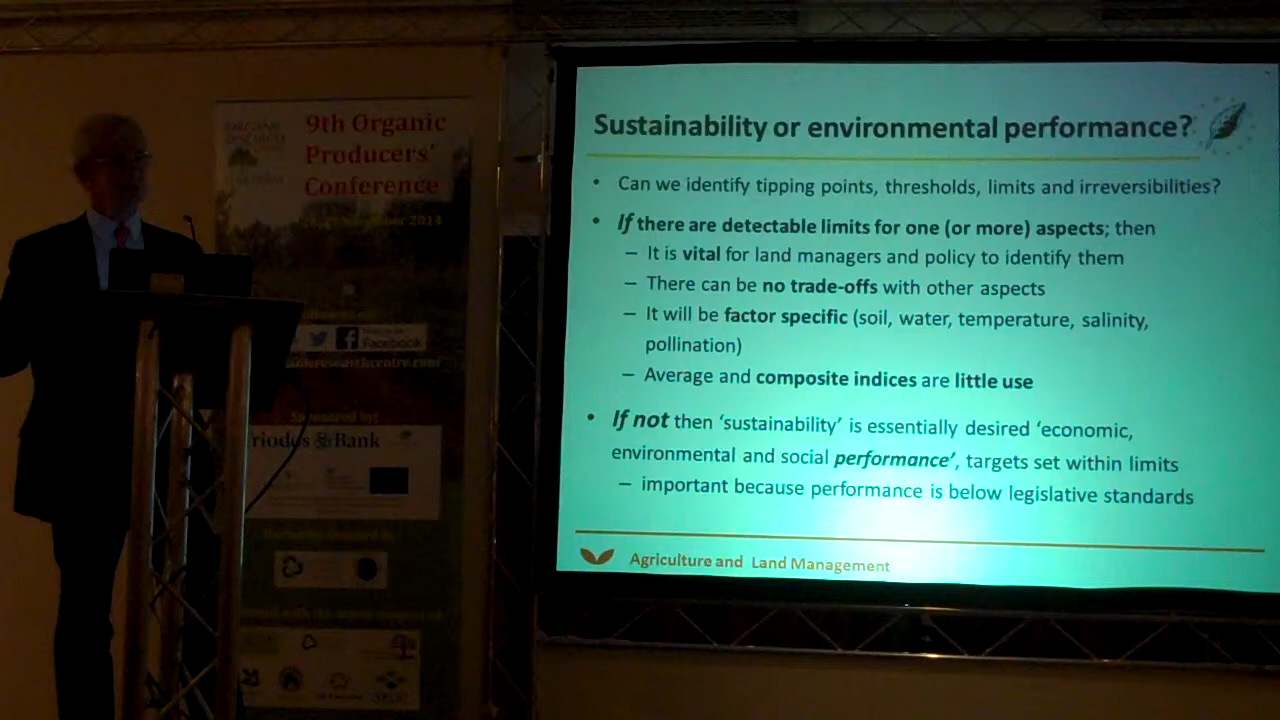 9th Organic
Producers'
Conference
2014
Facebook
Sponsored by:
Bank
Sustainability or environmental performance?
• Can we identify tipping points, thresholds, limits and irreversibilities?
• If there are detectable limits for one (or more) aspects; then
– It is vital for land managers and policy to identify them
– There can be no trade-offs with other aspects
– It will be factor specific (soil, water, temperature, salinity,
pollination)
– Average and composite indices are little use
• If not then ‘sustainability’ is essentially desired ‘economic,
environmental and social performance’, targets set within limits
– important because performance is below legislative standards
Agriculture and Land Management